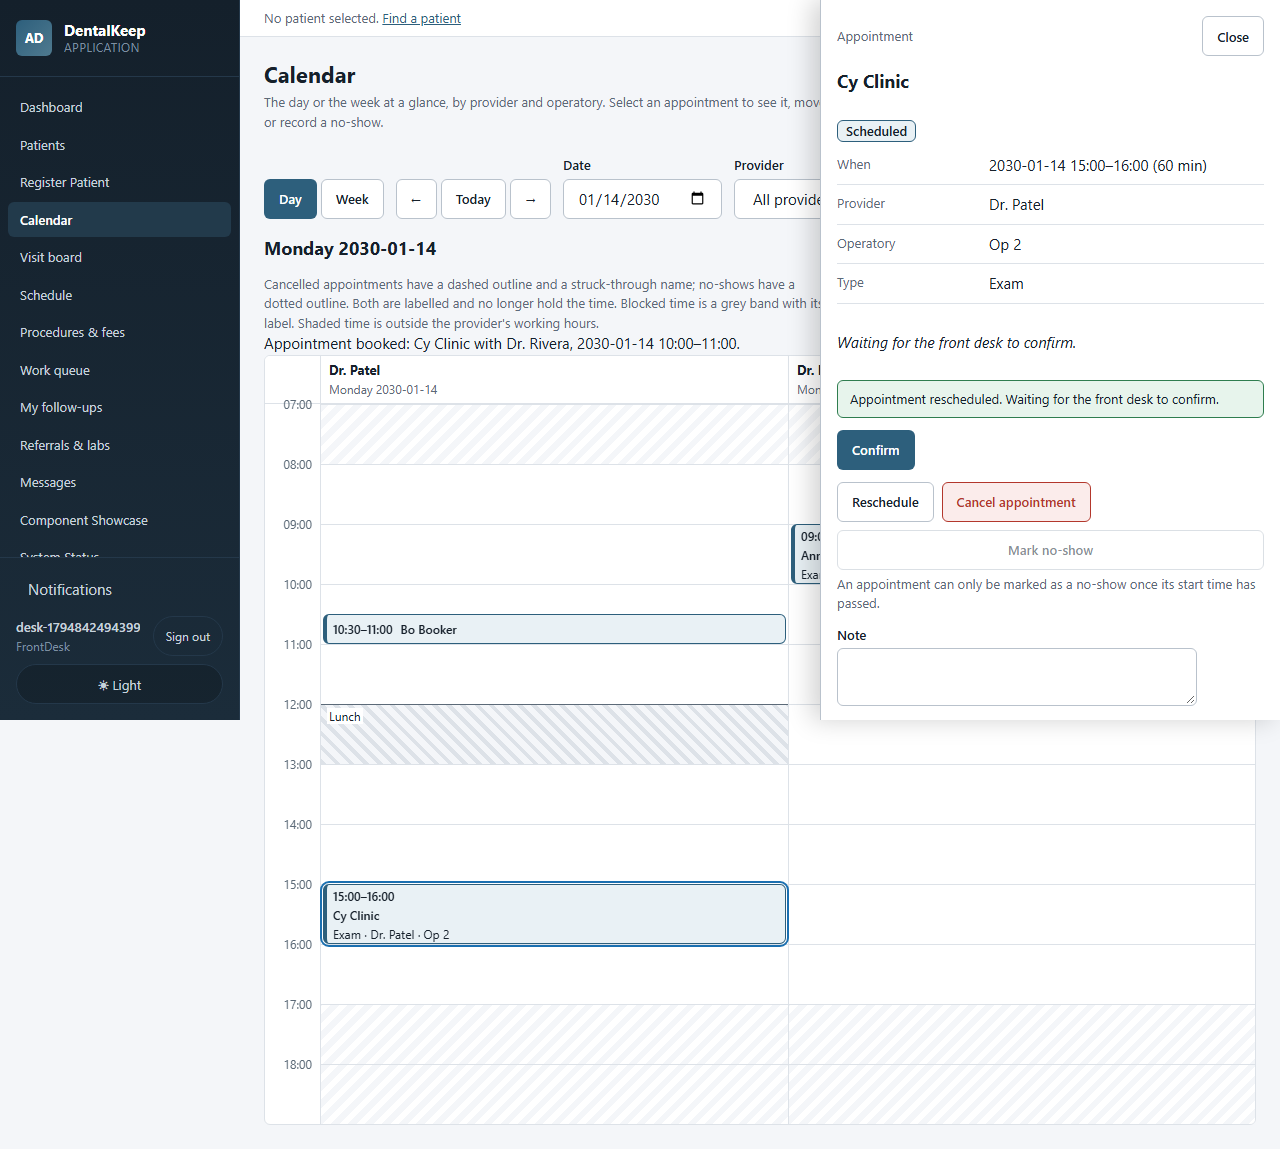 AD
DentalKeep
APPLICATION
Dashboard
Patients
Register Patient
Calendar
Visit board
Schedule
Procedures & fees
Work queue
My follow-ups
Referrals & labs
Messages
Component Showcase
System Status
Notifications
desk-1794842494399
FrontDesk
Sign out
☀ Light
No patient selected. Find a patient
Calendar
The day or the week at a glance, by provider and operatory. Select an appointment to see it, mov
or record a no-show.
Date
Provider
Day
Week
←
Today
→
01/14/2030
All provide
Monday 2030-01-14
Cancelled appointments have a dashed outline and a struck-through name; no-shows have a
dotted outline. Both are labelled and no longer hold the time. Blocked time is a grey band with its
label. Shaded time is outside the provider's working hours.
Appointment booked: Cy Clinic with Dr. Rivera, 2030-01-14 10:00–11:00.
Dr. Patel
Monday 2030-01-14
Dr.
Mon
07:00
08:00
09:00
10:00
11:00
12:00
13:00
14:00
15:00
16:00
17:00
18:00
09:0
Ann
Exa
10:30–11:00 Bo Booker
Lunch
15:00–16:00
Cy Clinic
Exam · Dr. Patel · Op 2
Appointment
Close
Cy Clinic
Scheduled
When
2030-01-14 15:00–16:00 (60 min)
Provider
Dr. Patel
Operatory
Op 2
Type
Exam
Waiting for the front desk to confirm.
Appointment rescheduled. Waiting for the front desk to confirm.
Confirm
Reschedule
Cancel appointment
Mark no-show
An appointment can only be marked as a no-show once its start time has
passed.
Note